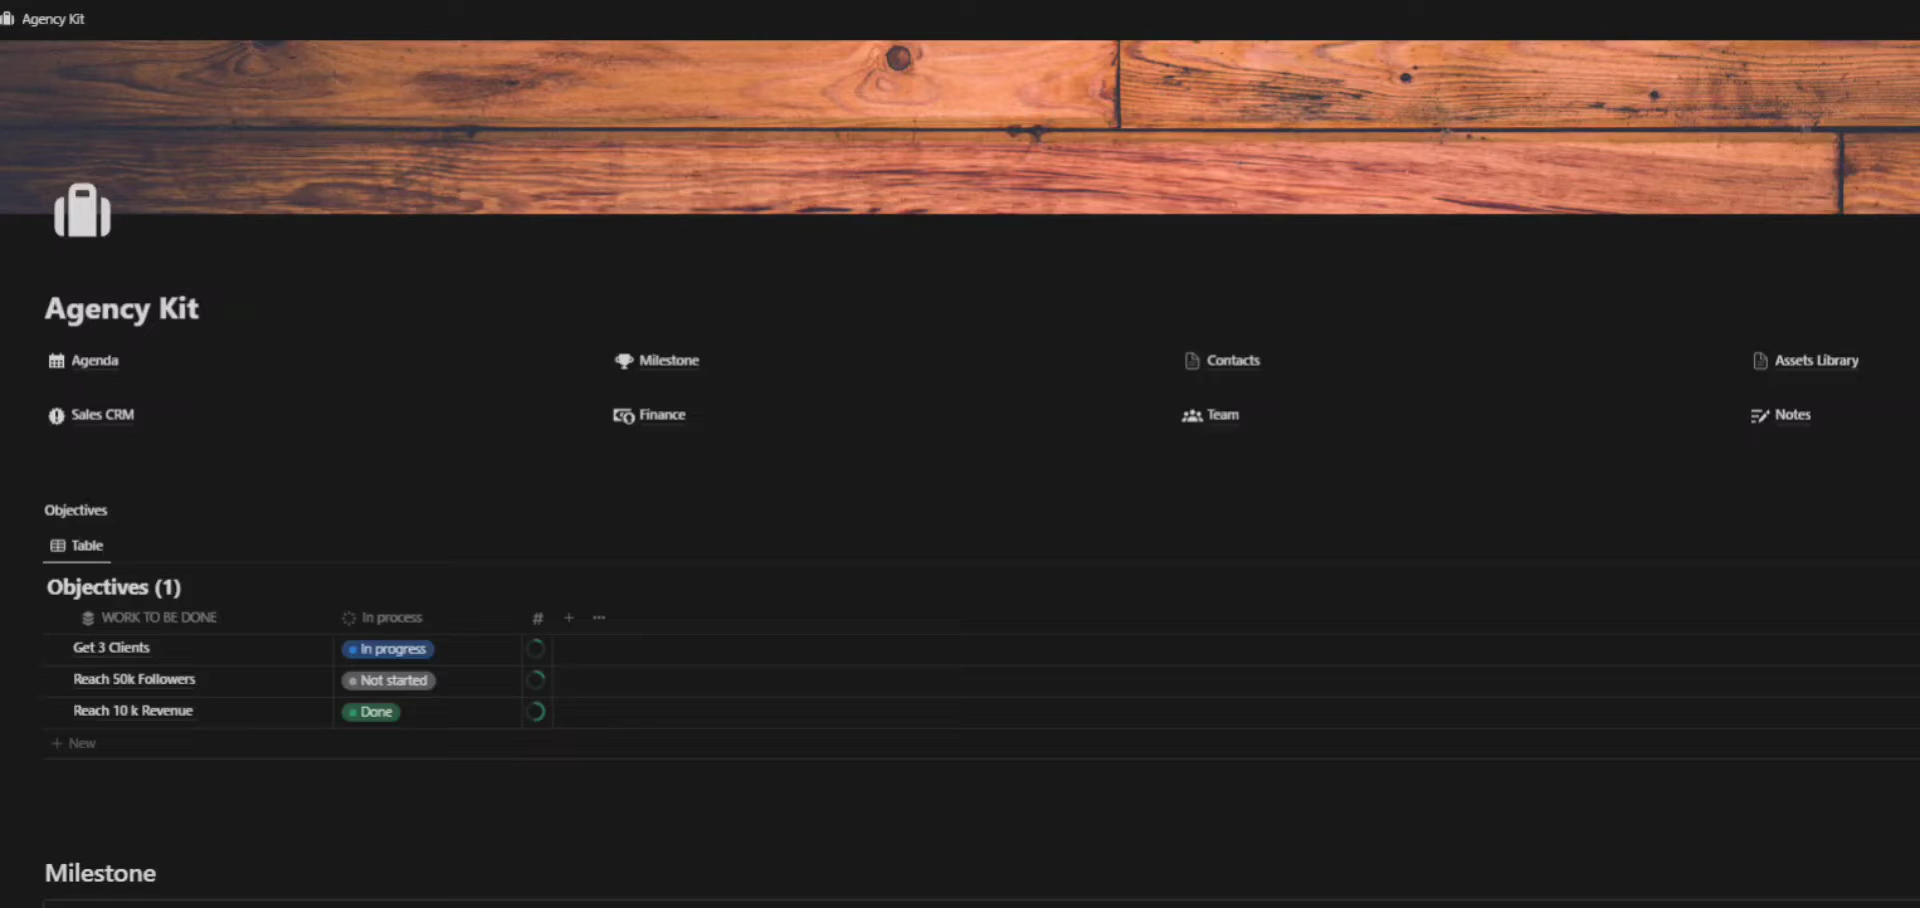 Agency Kit
Agency Kit
Agenda
Milestone
Contacts
Assets Library
Sales CRM
Finance
Team
Notes
Objectives
Table
Objectives (1)
WORK TO BE DONE
In process
#
+
...
Get 3 Clients
In progress
Reach 50k Followers
Not started
Reach 10 k Revenue
Done
+ New
Milestone